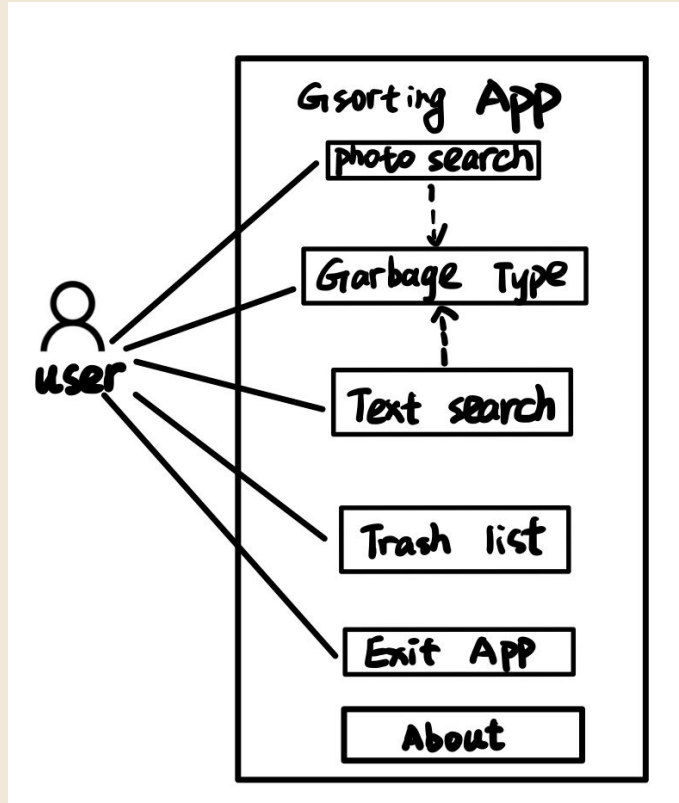 Gsorting App
photo search
Garbage Type
user
Text search
Trash list
Exit App
About